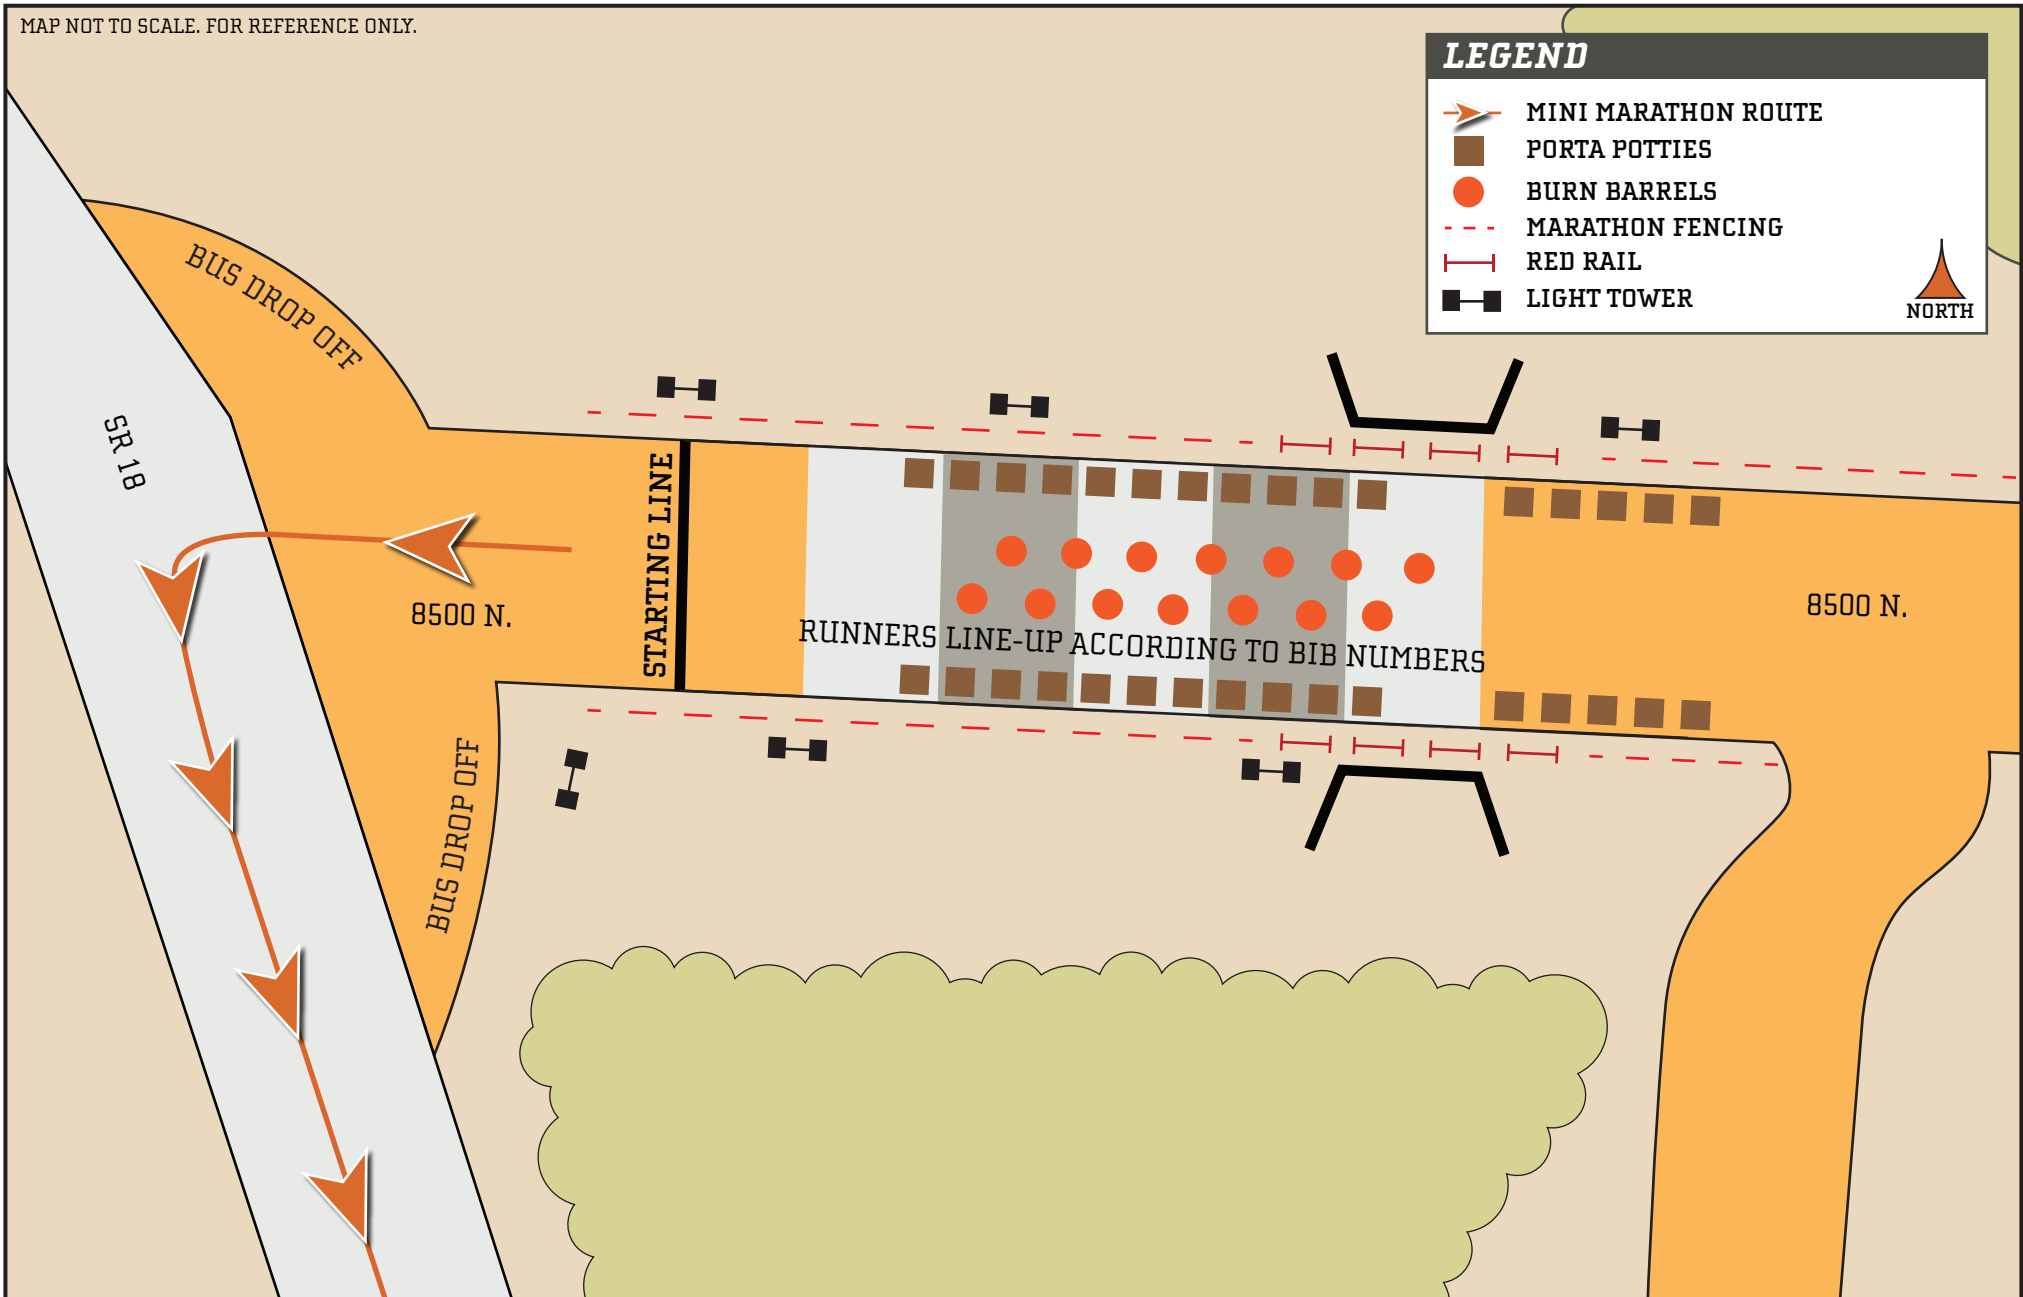 MAP NOT TO SCALE. FOR REFERENCE ONLY.
LEGEND
MINI MARATHON ROUTE
PORTA POTTIES
BURN BARRELS
MARATHON FENCING
RED RAIL
LIGHT TOWER
NORTH
BUS DROP OFF
SR 18
STARTING LINE
8500 N.
8500 N.
RUNNERS LINE-UP ACCORDING TO BIB NUMBERS
BUS DROP OFF